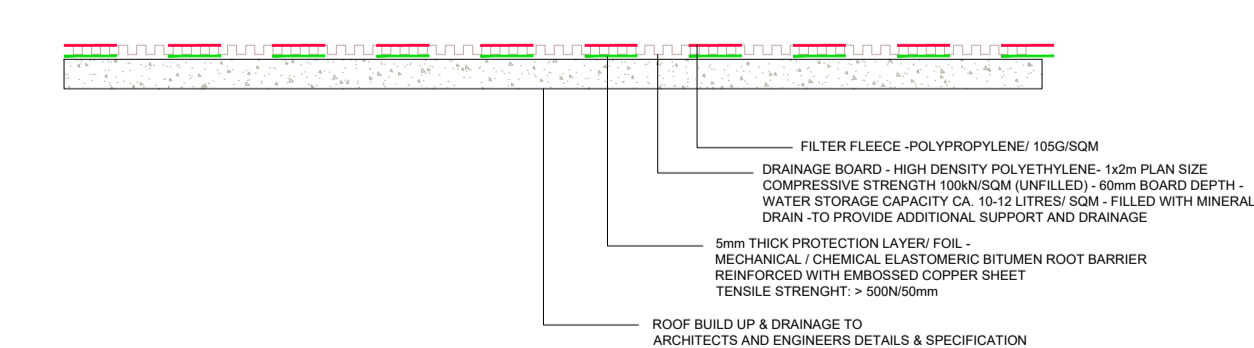 FILTER FLEECE -POLYPROPYLENE/ 105G/SQM
DRAINAGE BOARD - HIGH DENSITY POLYETHYLENE- 1x2m PLAN SIZE
COMPRESSIVE STRENGTH 100kN/SQM (UNFILLED) - 60mm BOARD DEPTH -
WATER STORAGE CAPACITY CA. 10-12 LITRES/ SQM - FILLED WITH MINERAL
DRAIN -TO PROVIDE ADDITIONAL SUPPORT AND DRAINAGE
5mm THICK PROTECTION LAYER/ FOIL -
MECHANICAL / CHEMICAL ELASTOMERIC BITUMEN ROOT BARRIER
REINFORCED WITH EMBOSSED COPPER SHEET
TENSILE STRENGHT: > 500N/50mm
ROOF BUILD UP & DRAINAGE TO
ARCHITECTS AND ENGINEERS DETAILS & SPECIFICATION